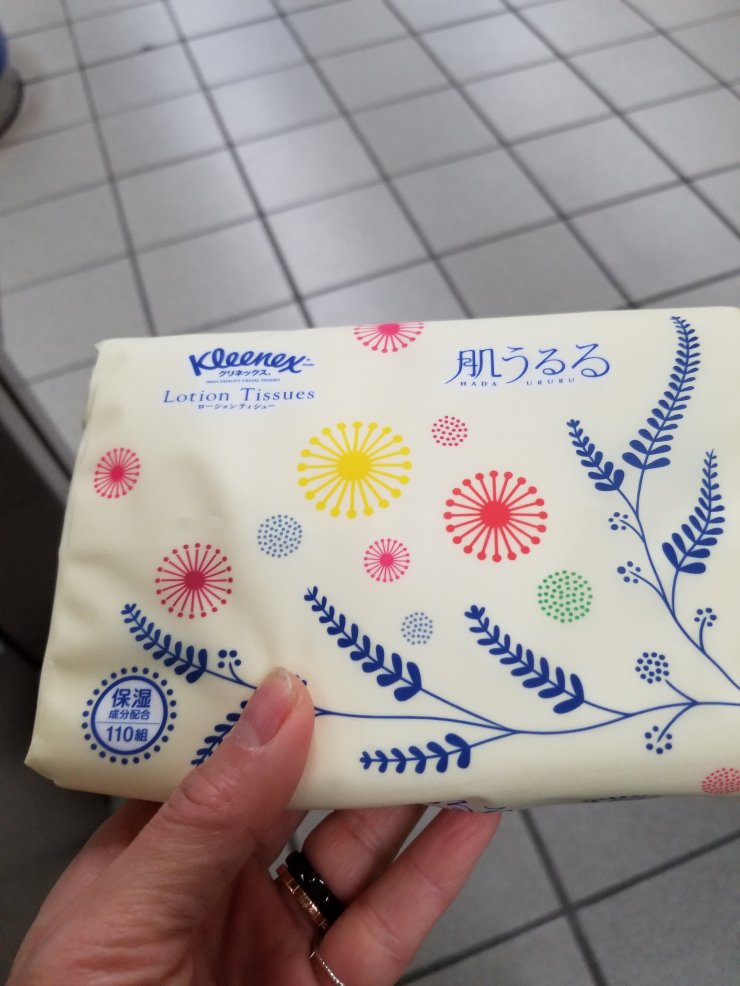 Kleenex
クリネックス®
HIGH QUALITY FACIAL TISSUES
Lotion Tissues
ローションティシュー
肌うるる
HADA URURU
保湿
成分配合
110組